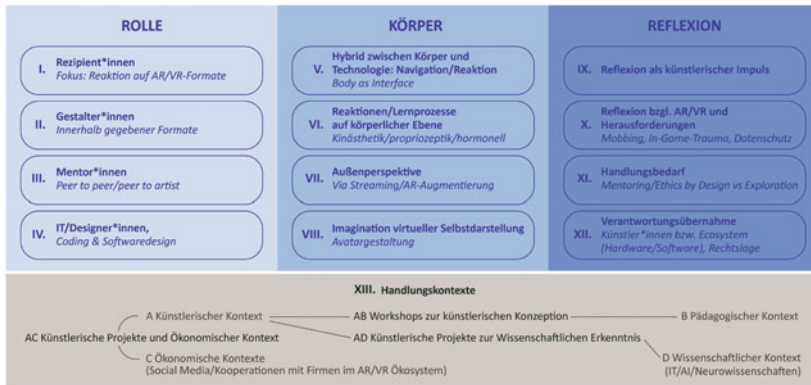 ROLLE
I. Rezipient*innen
Fokus: Reaktion auf AR/VR-Formate
II. Gestalter*innen
Innerhalb gegebener Formate
III. Mentor*innen
Peer to peer/peer to artist
IV. IT/Designer*innen,
Coding & Softwaredesign
KÖRPER
V. Hybrid zwischen Körper und
Technologie: Navigation/Reaktion
Body as Interface
VI. Reaktionen/Lernprozesse
auf körperlicher Ebene
Kinästhetik/propriozeptik/hormonell
VII. Außenperspektive
Via Streaming/AR-Augmentierung
VIII. Imagination virtueller Selbstdarstellung
Avatargestaltung
REFLEXION
IX. Reflexion als künstlerischer Impuls
X. Reflexion bzgl. AR/VR und
Herausforderungen
Mobbing, In-Game-Trauma, Datenschutz
XI. Handlungsbedarf
Mentoring/Ethics by Design vs Exploration
XII. Verantwortungsübernahme
Künstler*innen bzw. Ecosystem
(Hardware/Software), Rechtslage
XIII. Handlungskontexte
A Künstlerischer Kontext
AB Workshops zur künstlerischen Konzeption
B Pädagogischer Kontext
AC Künstlerische Projekte und Ökonomischer Kontext
AD Künstlerische Projekte zur Wissenschaftlichen Erkenntnis
C Ökonomische Kontexte
(Social Media/Kooperationen mit Firmen im AR/VR Ökosystem)
D Wissenschaftlicher Kontext
(IT/AI/Neurowissenschaften)